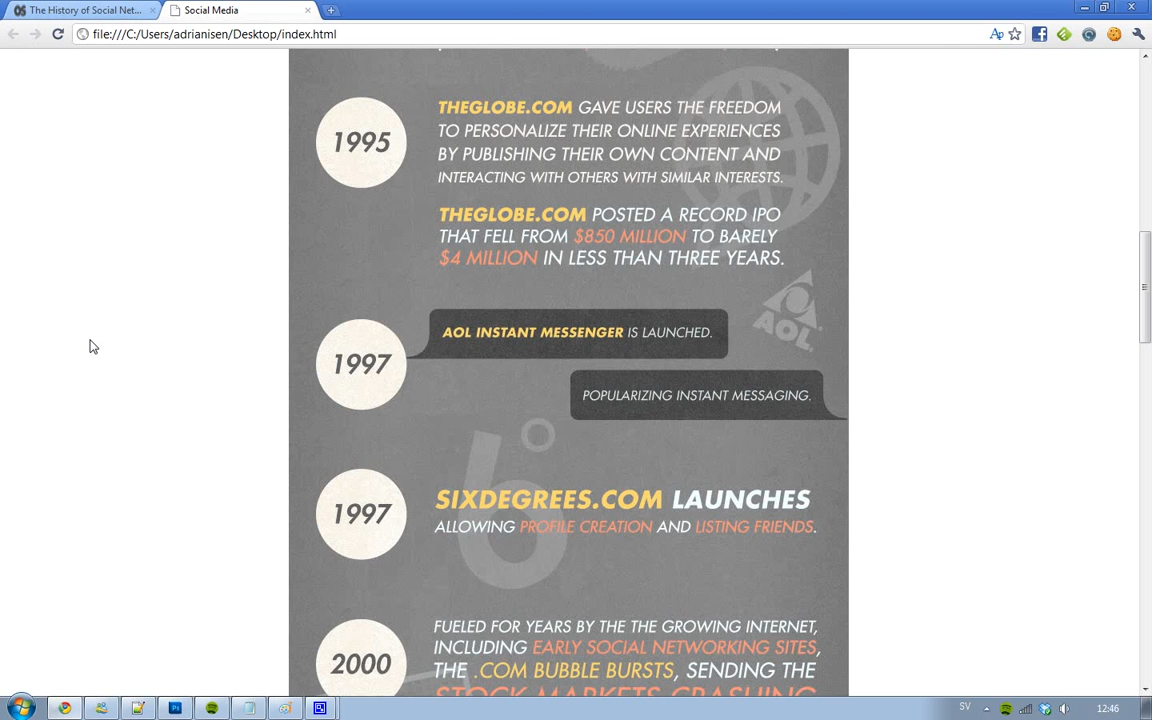 The History of Social Net...
Social Media
file:///C:/Users/adrianisen/Desktop/index.html
1995
THEGLOBE.COM GAVE USERS THE FREEDOM
TO PERSONALIZE THEIR ONLINE EXPERIENCES
BY PUBLISHING THEIR OWN CONTENT AND
INTERACTING WITH OTHERS WITH SIMILAR INTERESTS.
THEGLOBE.COM POSTED A RECORD IPO
THAT FELL FROM $850 MILLION TO BARELY
$4 MILLION IN LESS THAN THREE YEARS.
AOL
1997
AOL INSTANT MESSENGER IS LAUNCHED.
POPULARIZING INSTANT MESSAGING.
6°
1997
SIXDEGREES.COM LAUNCHES
ALLOWING PROFILE CREATION AND LISTING FRIENDS.
2000
FUELED FOR YEARS BY THE THE GROWING INTERNET,
INCLUDING EARLY SOCIAL NETWORKING SITES,
THE .COM BUBBLE BURSTS, SENDING THE
STOCK MARKETS CRASHING
SV
12:46